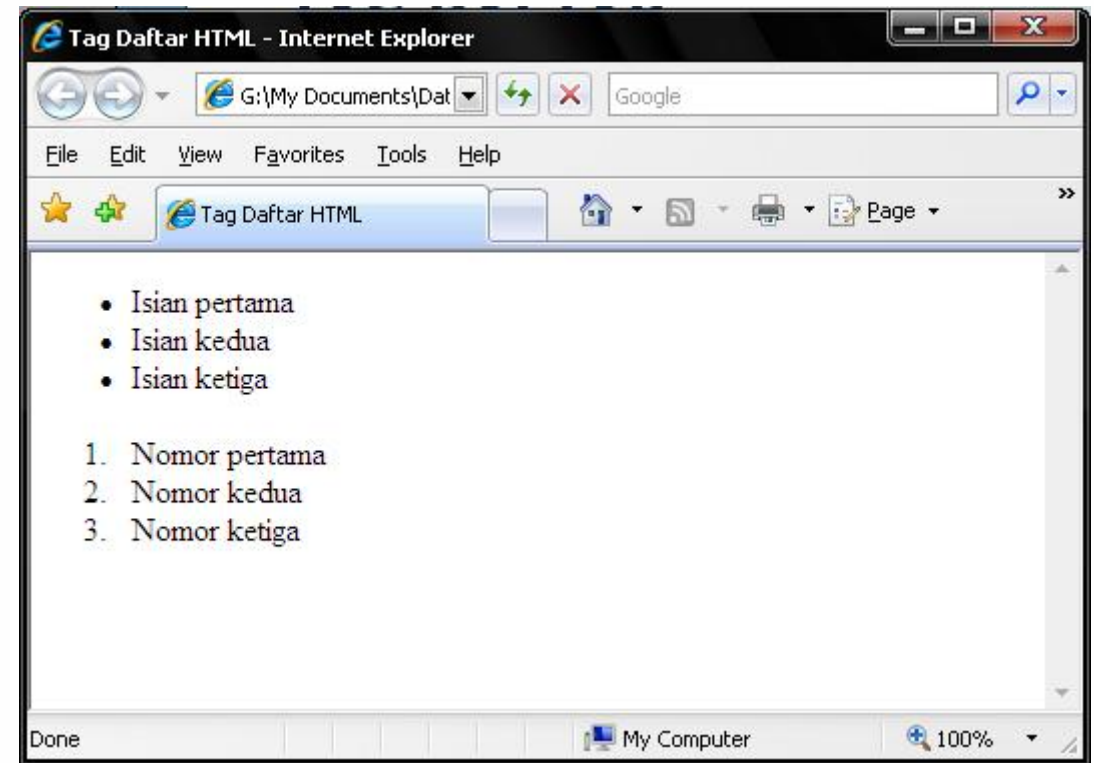 Tag Daftar HTML - Internet Explorer
G:\My Documents\Dat
Google
File Edit View Favorites Tools Help
Tag Daftar HTML
Page
»
• Isian pertama
• Isian kedua
• Isian ketiga
1. Nomor pertama
2. Nomor kedua
3. Nomor ketiga
Done
My Computer
100%